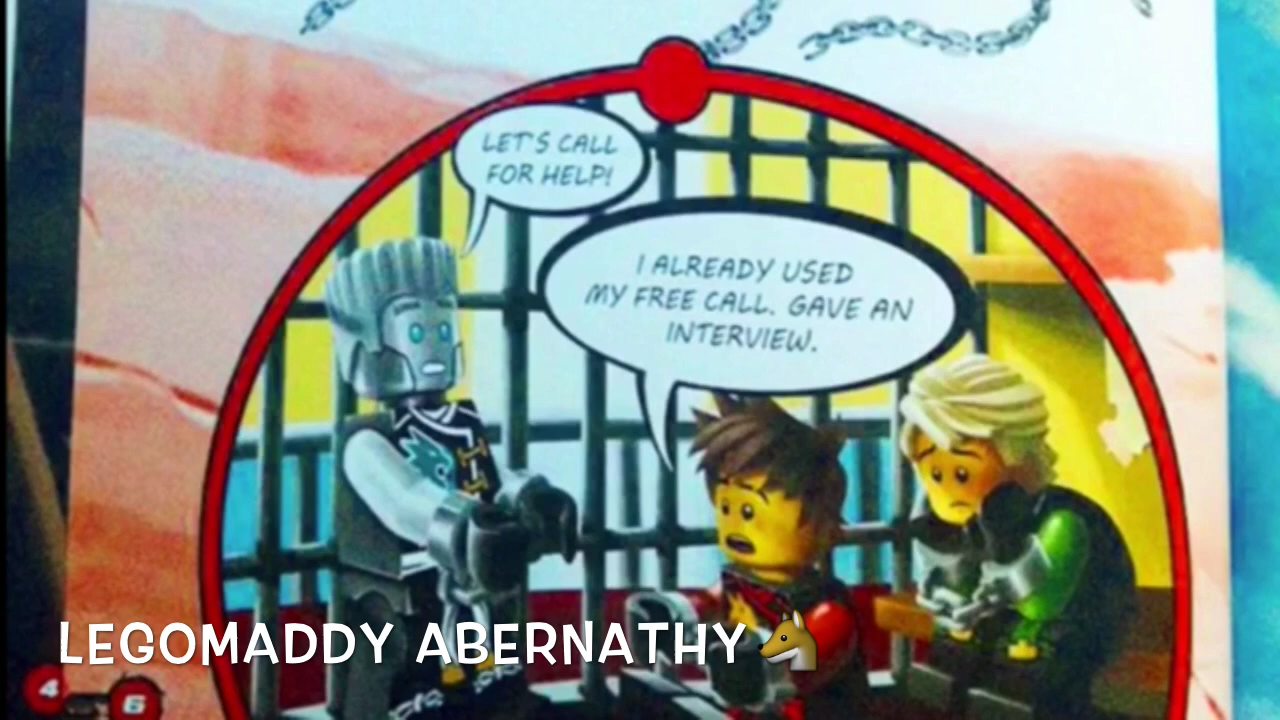 LET'S CALL
FOR HELP!
I ALREADY USED
MY FREE CALL. GAVE AN
INTERVIEW.
LEGOMADDY ABERNATHY
4
6